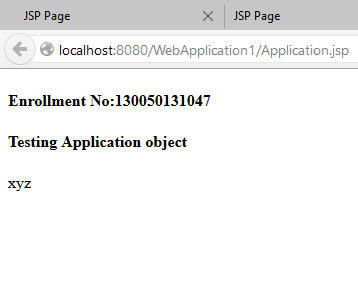 JSP Page
JSP Page
localhost:8080/WebApplication1/Application.jsp
Enrollment No:130050131047
Testing Application object
xyz